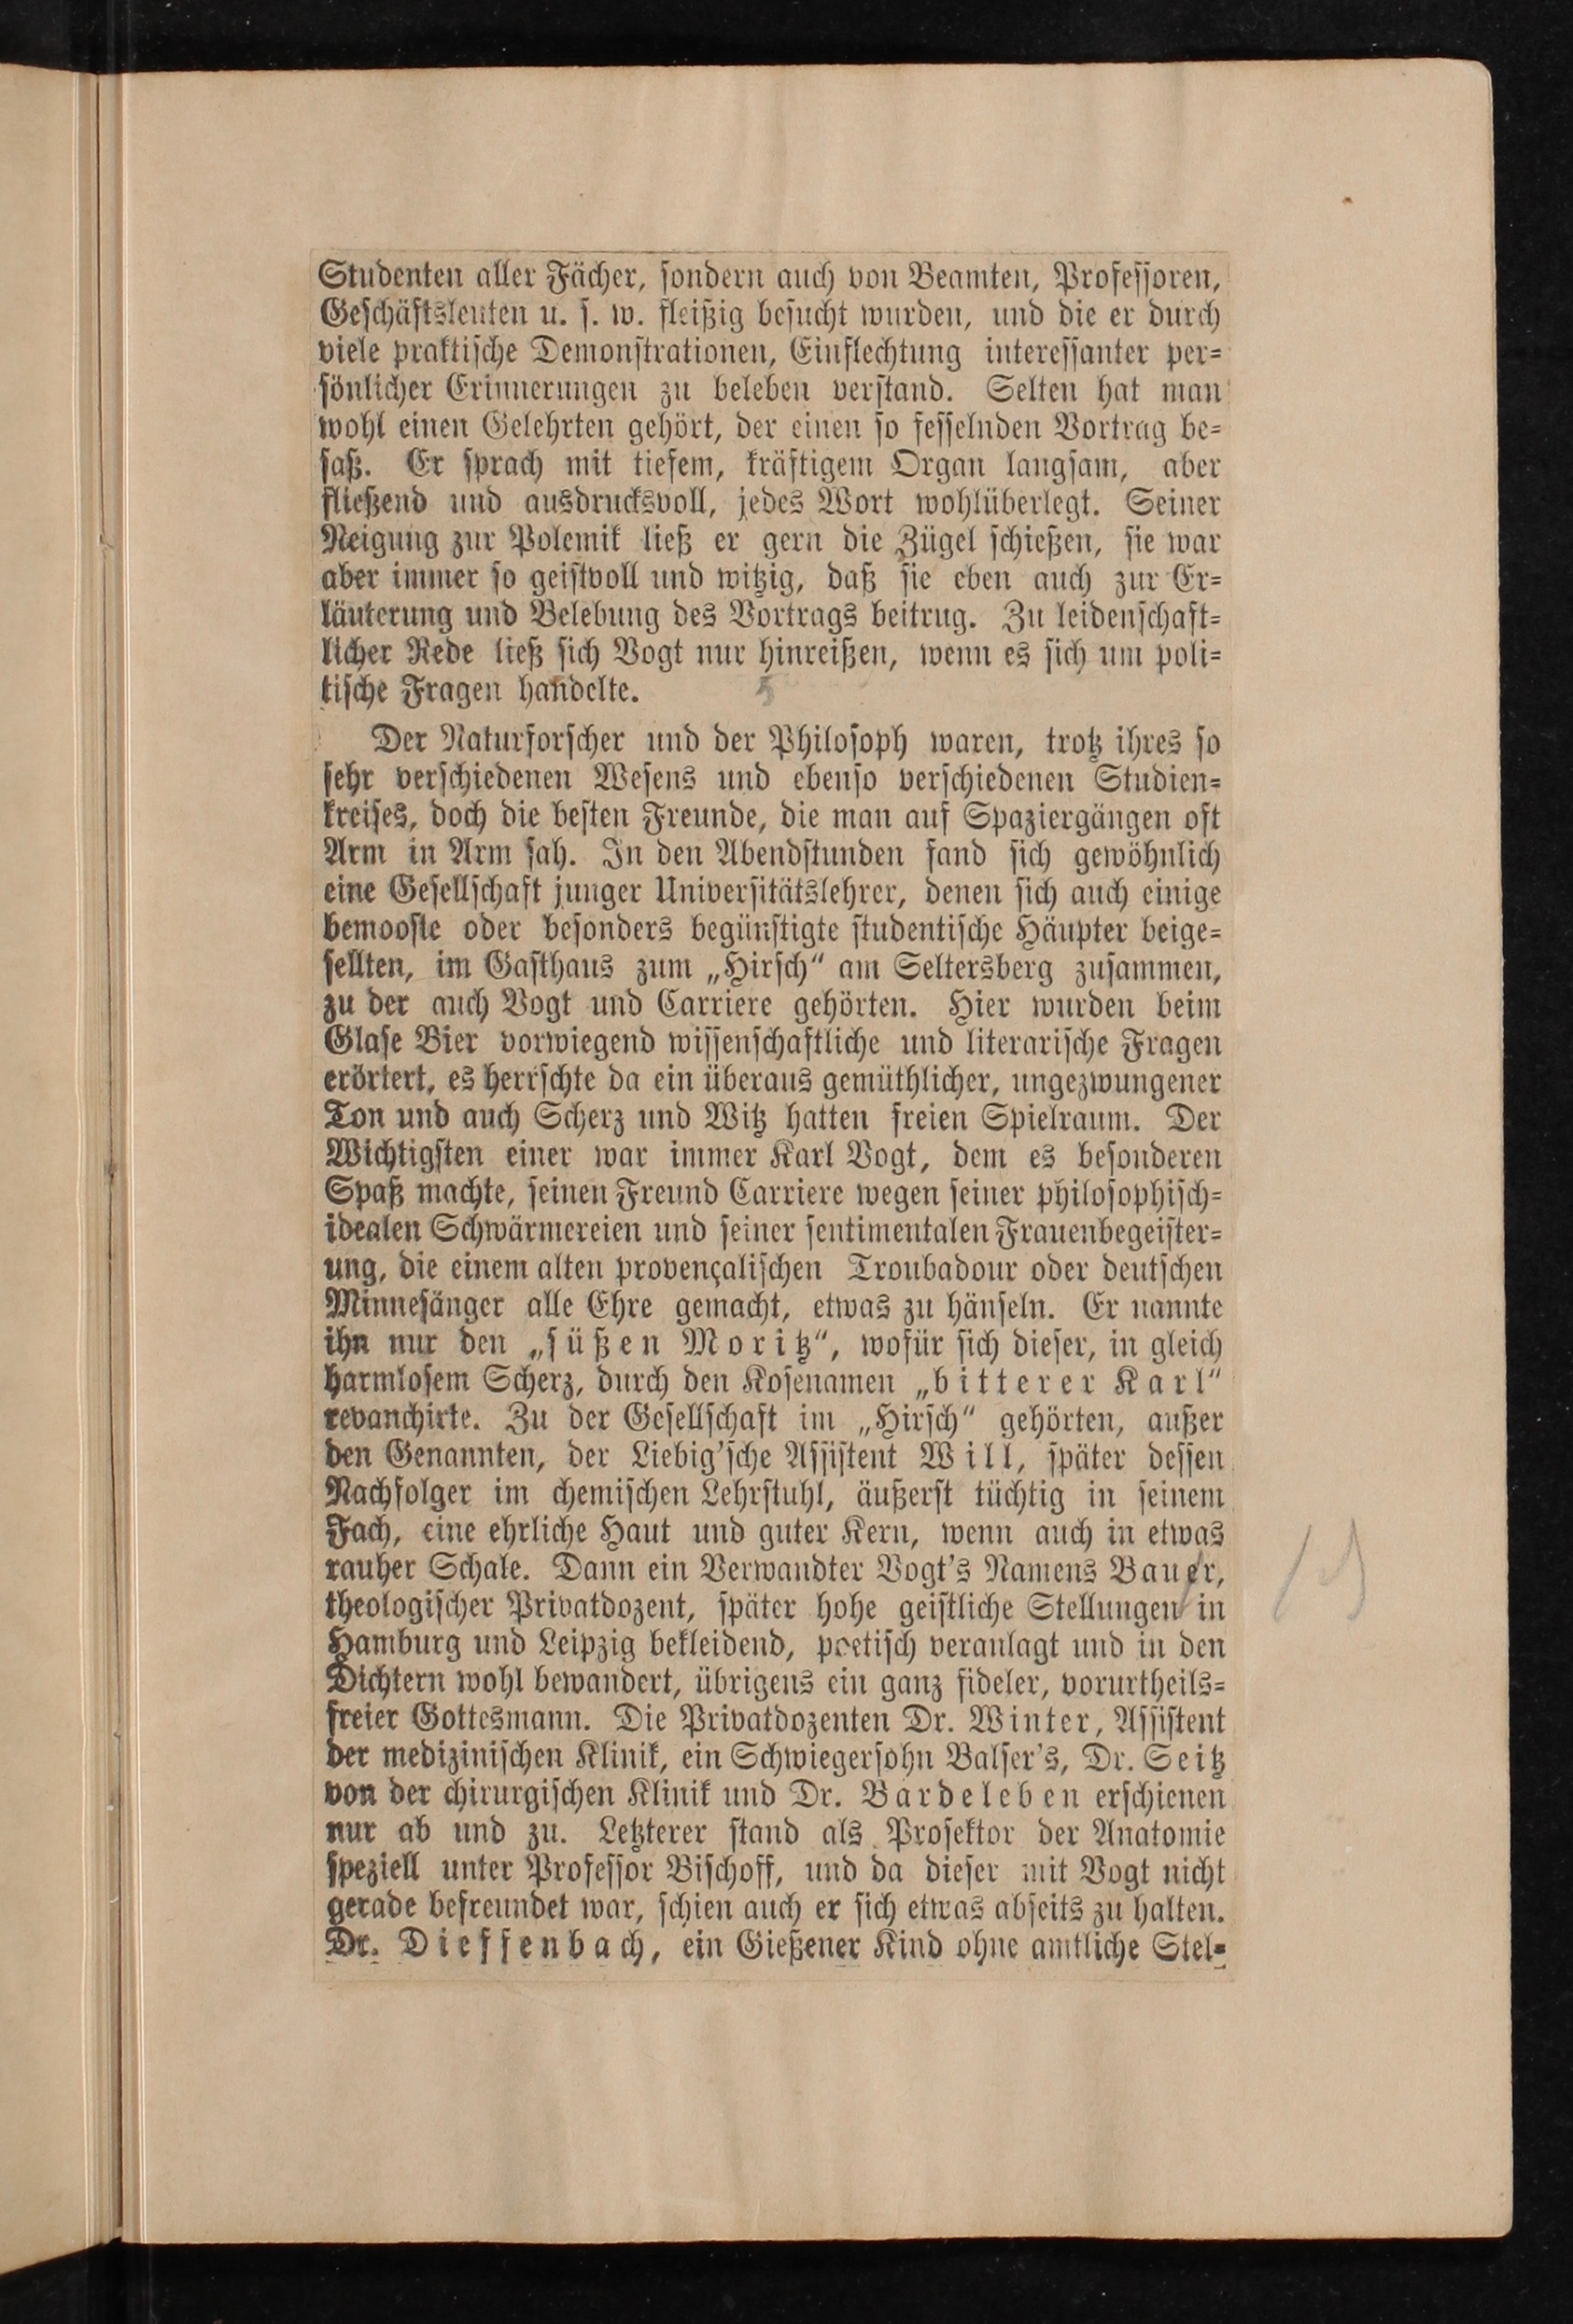 Studenten aller Fächer, sondern auch von Beamten, Professoren,
Geschäftsleuten u. s. w. fleißig besucht wurden, und die er durch
viele praktische Demonstrationen, Einflechtung interessanter per-
sönlicher Erinnerungen zu beleben verstand. Selten hat man
wohl einen Gelehrten gehört, der einen so fesselnden Vortrag be-
saß. Er sprach mit tiefem, kräftigem Organ langsam, aber
fließend und ausdrucksvoll, jedes Wort wohlüberlegt. Seiner
Neigung zur Polemik ließ er gern die Zügel schießen, sie war
aber immer so geistvoll und witzig, daß sie eben auch zur Er-
läuterung und Belebung des Vortrags beitrug. Zu leidenschaft-
licher Rede ließ sich Vogt nur hinreißen, wenn es sich um poli-
tische Fragen handelte.
Der Naturforscher und der Philosoph waren, trotz ihres so
sehr verschiedenen Wesens und ebenso verschiedenen Studien-
kreises, doch die besten Freunde, die man auf Spaziergängen oft
Arm in Arm sah. In den Abendstunden fand sich gewöhnlich
eine Gesellschaft junger Universitätslehrer, denen sich auch einige
bemooste oder besonders begünstigte studentische Häupter beige-
sellten, im Gasthaus zum „Hirsch“ am Seltersberg zusammen,
zu der auch Vogt und Carriere gehörten. Hier wurden beim
Glase Bier vorwiegend wissenschaftliche und literarische Fragen
erörtert, es herrschte da ein überaus gemüthlicher, ungezwungener
Ton und auch Scherz und Witz hatten freien Spielraum. Der
Wichtigsten einer war immer Karl Vogt, dem es besonderen
Spaß machte, seinen Freund Carriere wegen seiner philosophisch-
idealen Schwärmereien und seiner sentimentalen Frauenbegeister-
ung, die einem alten provençalischen Troubadour oder deutschen
Minnesänger alle Ehre gemacht, etwas zu hänseln. Er nannte
ihn nur den „süßen Moritz“, wofür sich dieser, in gleich
harmlosem Scherz, durch den Kosenamen „bitterer Karl“
revanchirte. Zu der Gesellschaft im „Hirsch“ gehörten, außer
den Genannten, der Liebig'sche Assistent Will, später dessen
Nachfolger im chemischen Lehrstuhl, äußerst tüchtig in seinem
Fach, eine ehrliche Haut und guter Kern, wenn auch in etwas
rauher Schale. Dann ein Verwandter Vogt's Namens Bauer,
theologischer Privatdozent, später hohe geistliche Stellungen in
Hamburg und Leipzig bekleidend, poetisch veranlagt und in den
Dichtern wohl bewandert, übrigens ein ganz fideler, vorurtheils-
freier Gottesmann. Die Privatdozenten Dr. Winter, Assistent
der medizinischen Klinik, ein Schwiegersohn Balser's, Dr. Seitz
von der chirurgischen Klinik und Dr. Bardeleben erschienen
nur ab und zu. Letzterer stand als Prosektor der Anatomie
speziell unter Professor Bischoff, und da dieser mit Vogt nicht
gerade befreundet war, schien auch er sich etwas abseits zu halten.
Dr. Dieffenbach, ein Gießener Kind ohne amtliche Stel-